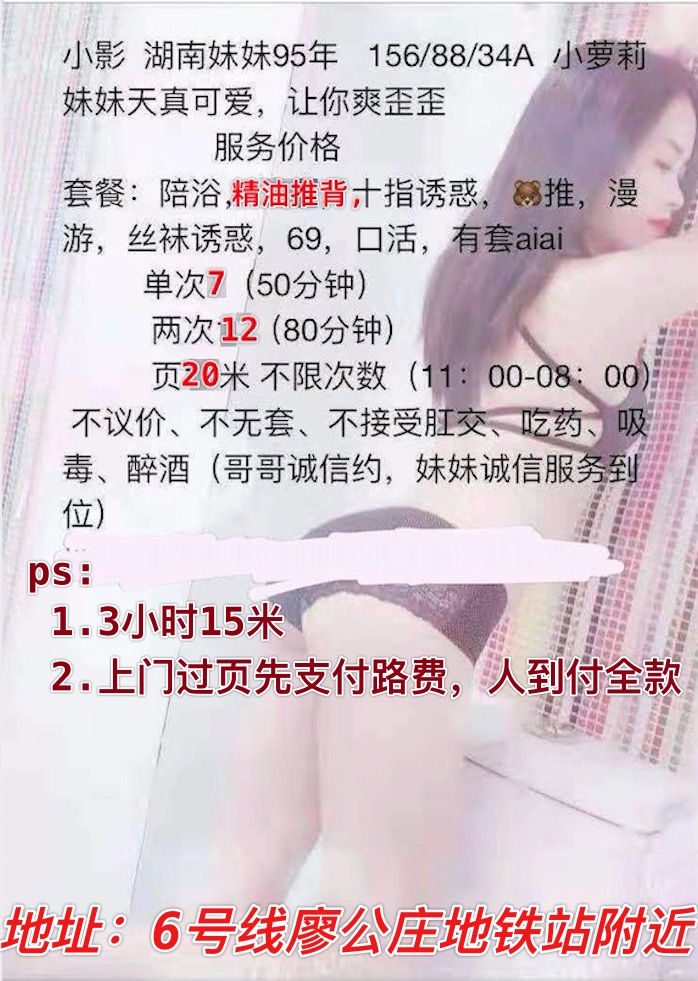 小影 湖南妹妹95年 156/88/34A 小萝莉
妹妹天真可爱，让你爽歪歪
服务价格
套餐：陪浴,精油推背,十指诱惑，🐻推，漫
游，丝袜诱惑，69，口活，有套aiai
单次7（50分钟）
两次12（80分钟）
页20米 不限次数（11：00-08：00）
不议价、不无套、不接受肛交、吃药、吸
毒、醉酒（哥哥诚信约，妹妹诚信服务到
位）
ps:
1.3小时15米
2.上门过页先支付路费，人到付全款
地址：6号线廖公庄地铁站附近